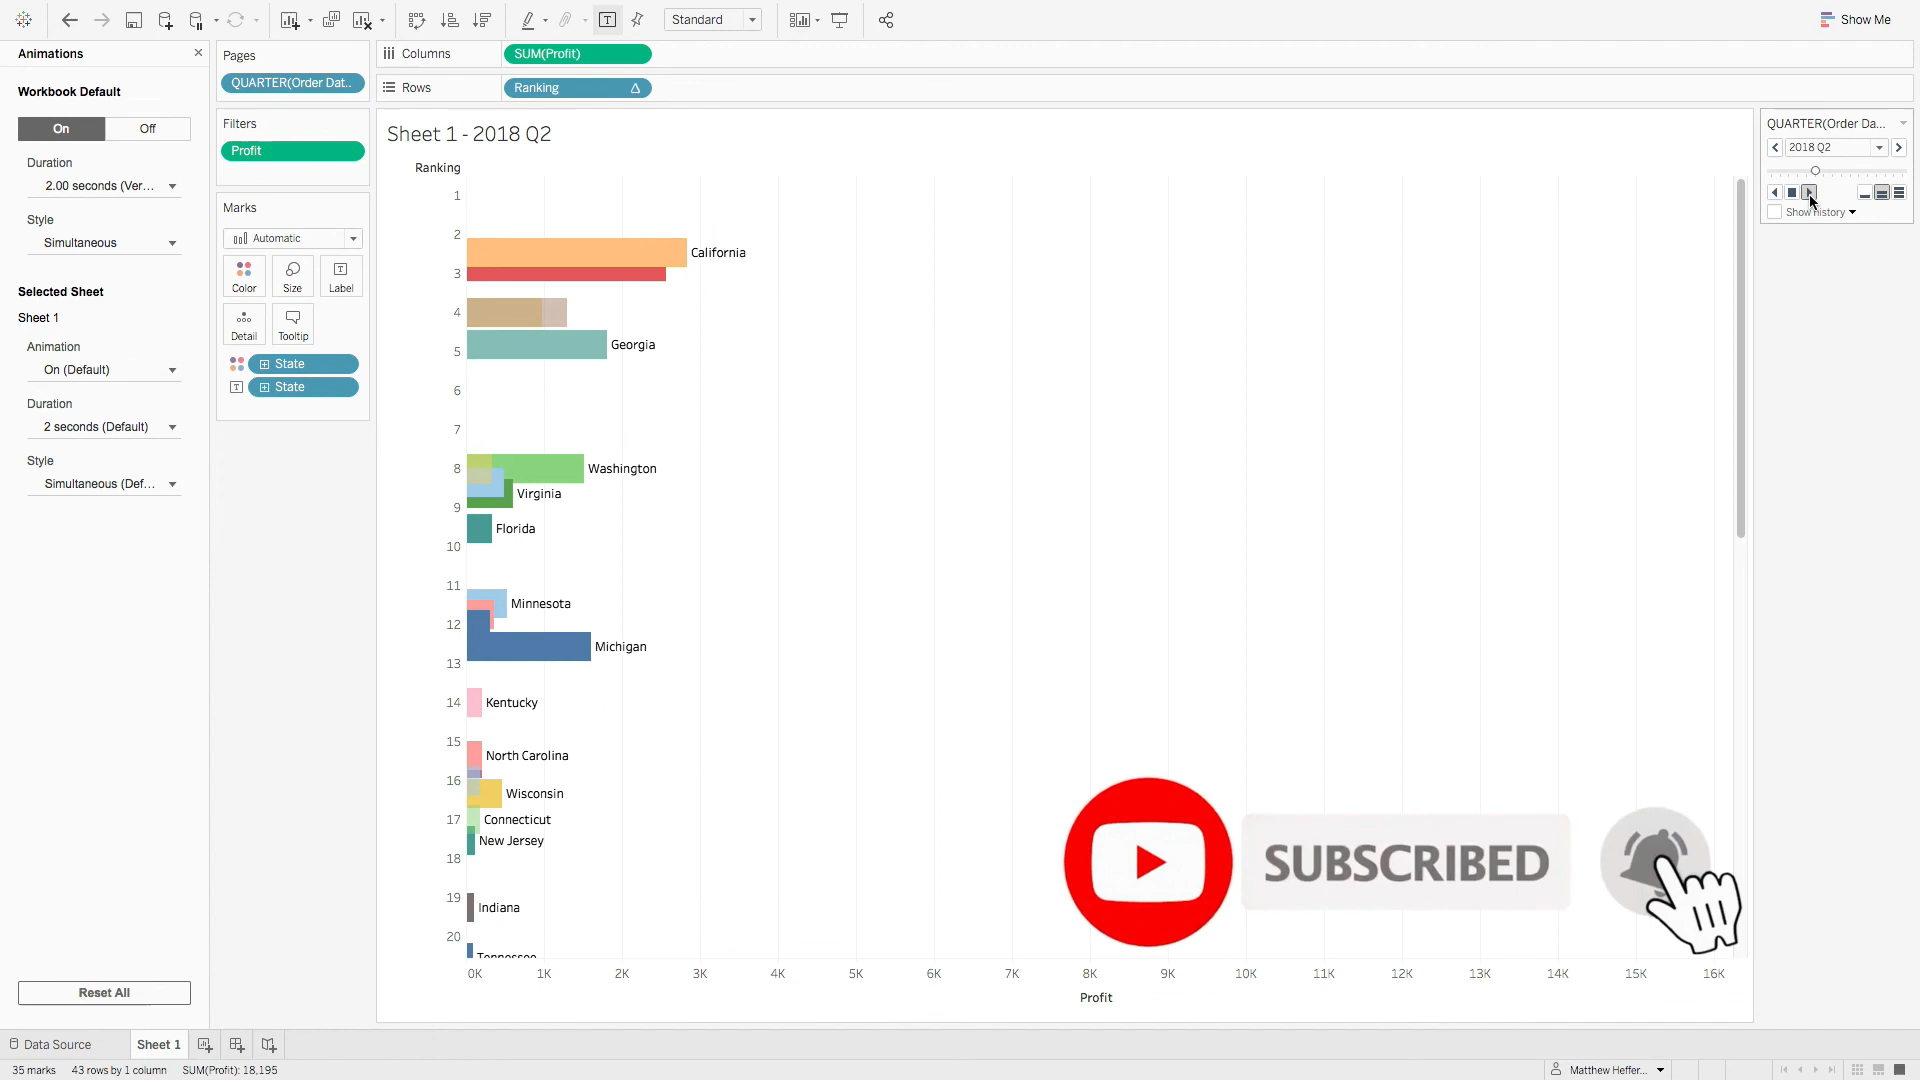 Standard
Show Me
Animations
Workbook Default
On
Off
Duration
2.00 seconds (Ver...
Style
Simultaneous
Selected Sheet
Sheet 1
Animation
On (Default)
Duration
2 seconds (Default)
Style
Simultaneous (Def...
Reset All
Pages
QUARTER(Order Dat..
Filters
Profit
Marks
Automatic
Color
Size
Label
Detail
Tooltip
State
State
Columns
SUM(Profit)
Rows
Ranking
Sheet 1 - 2018 Q2
Ranking
1
2
California
3
4
Georgia
5
6
7
8
Washington
Virginia
9
Florida
10
11
Minnesota
12
Michigan
13
14
Kentucky
15
North Carolina
16
Wisconsin
17
Connecticut
New Jersey
18
19
Indiana
20
Tennessee
0K 1K 2K 3K 4K 5K 6K 7K 8K 9K 10K 11K 12K 13K 14K 15K 16K
Profit
SUBSCRIBED
QUARTER(Order Da...
2018 Q2
Show history
Data Source
Sheet 1
35 marks
43 rows by 1 column
SUM(Profit): 18,195
Matthew Heffer...